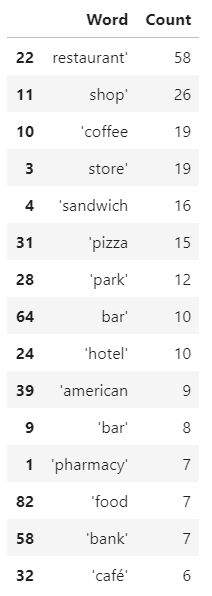 Word Count
22 restaurant' 58
11 shop' 26
10 'coffee 19
3 store' 19
4 'sandwich 16
31 'pizza 15
28 'park' 12
64 bar' 10
24 'hotel' 10
39 'american 9
9 'bar' 8
1 'pharmacy' 7
82 'food 7
58 'bank' 7
32 'café' 6